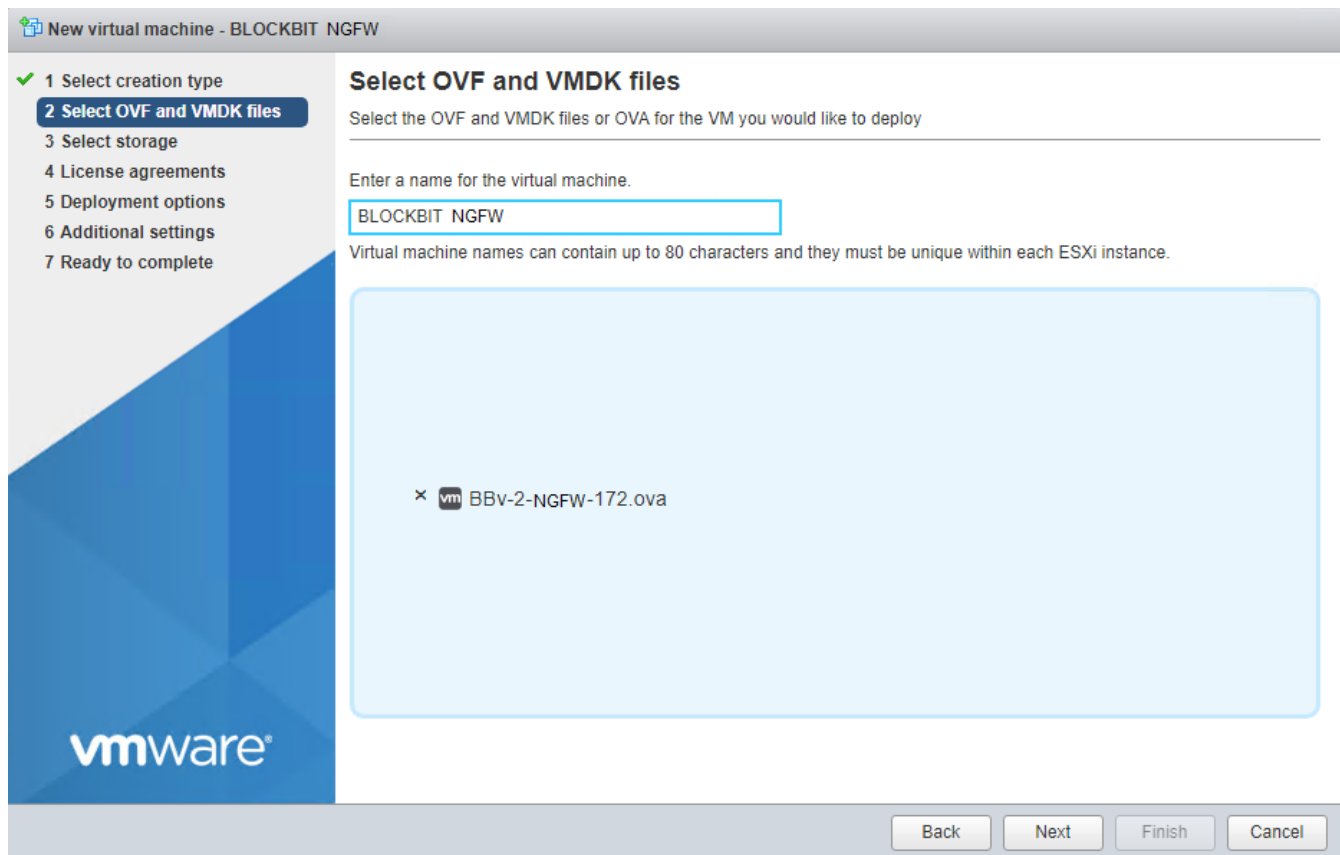 New virtual machine - BLOCKBIT NGFW
1 Select creation type
2 Select OVF and VMDK files
3 Select storage
4 License agreements
5 Deployment options
6 Additional settings
7 Ready to complete
vmware®
Select OVF and VMDK files
Select the OVF and VMDK files or OVA for the VM you would like to deploy
Enter a name for the virtual machine.
BLOCKBIT NGFW
Virtual machine names can contain up to 80 characters and they must be unique within each ESXi instance.
× vm BBv-2-NGFW-172.ova
Back Next Finish Cancel